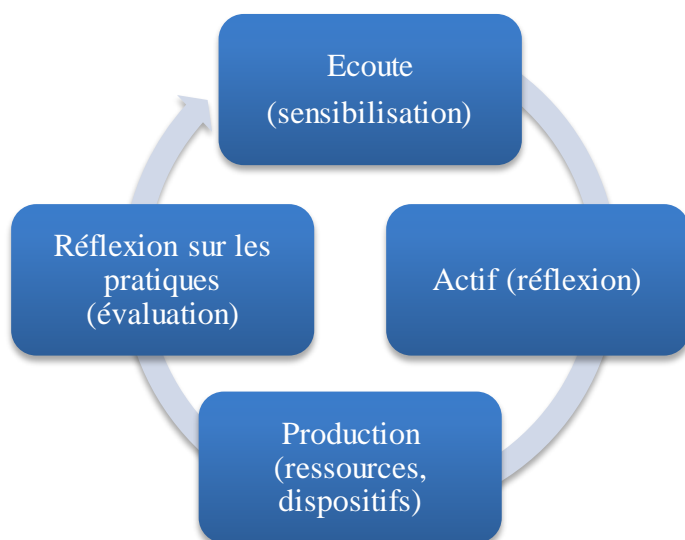 Ecoute
(sensibilisation)
Actif (réflexion)
Production
(ressources,
dispositifs)
Réflexion sur les
pratiques
(évaluation)